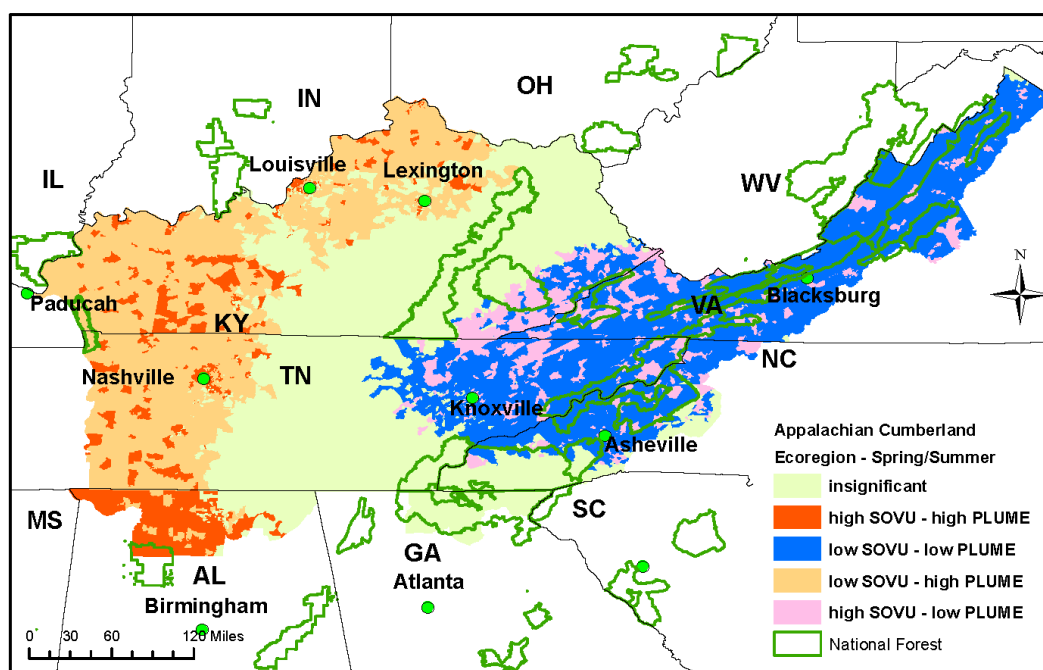 OH
IN
Louisville
Lexington
IL
WV
N
Paducah
KY
VA
Blacksburg
TN
NC
Nashville
Knoxville
Asheville
MS
SC
GA
AL
Atlanta
Birmingham
0 30 60 120 Miles
Appalachian Cumberland
Ecoregion - Spring/Summer
insignificant
high SOVU - high PLUME
low SOVU - low PLUME
low SOVU - high PLUME
high SOVU - low PLUME
National Forest